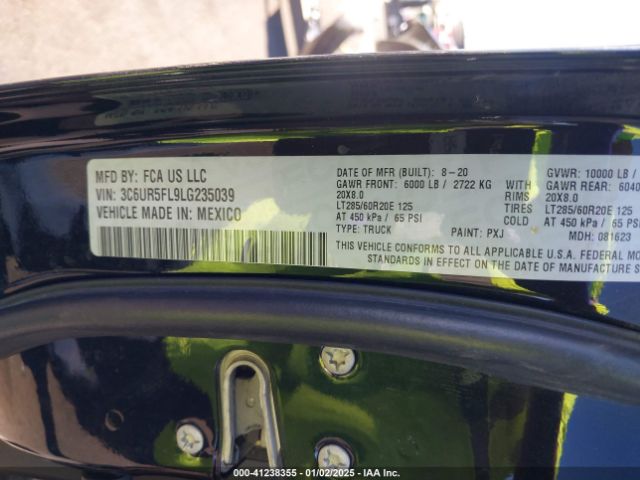 MFD BY: FCA US LLC
VIN: 3C6UR5FL9LG235039
VEHICLE MADE IN: MEXICO
DATE OF MFR (BUILT): 8-20
GAWR FRONT: 6000 LB / 2722 KG
20X8.0
LT285/60R20E 125
AT 450 kPa / 65 PSI
TYPE: TRUCK PAINT: PXJ
WITH
RIMS
TIRES
COLD
GVWR: 10000 LB /
GAWR REAR: 6040
20X8.0
LT285/60R20E 125
AT 450 kPa / 65 PSI
MDH: 081623
THIS VEHICLE CONFORMS TO ALL APPLICABLE U.S.A. FEDERAL MO
STANDARDS IN EFFECT ON THE DATE OF MANUFACTURE S
© COPY - 41238355 - 01/02/2025 - IAA Inc.